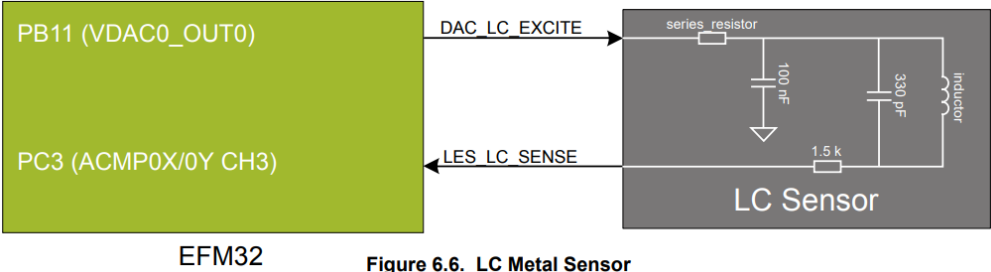 PB11 (VDAC0_OUT0)
DAC_LC_EXCITE
series_resistor
100 nF
330 pF
inductor
PC3 (ACMP0X/0Y CH3)
LES_LC_SENSE
1.5 k
LC Sensor
EFM32
Figure 6.6. LC Metal Sensor